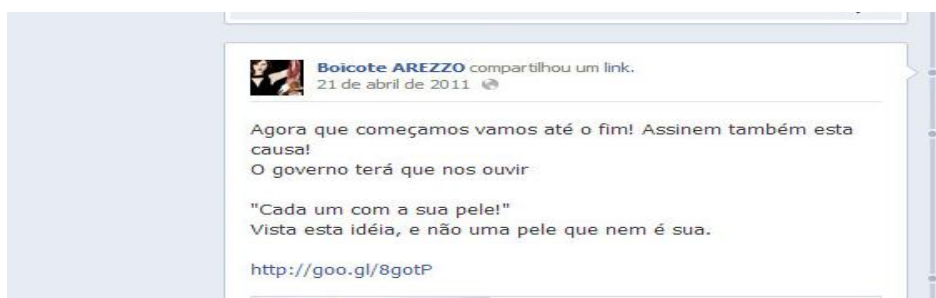 Boicote AREZZO compartilhou um link.
21 de abril de 2011
Agora que começamos vamos até o fim! Assinem também esta
causa!
O governo terá que nos ouvir
"Cada um com a sua pele!"
Vista esta idéia, e não uma pele que nem é sua.
http://goo.gl/8gotP